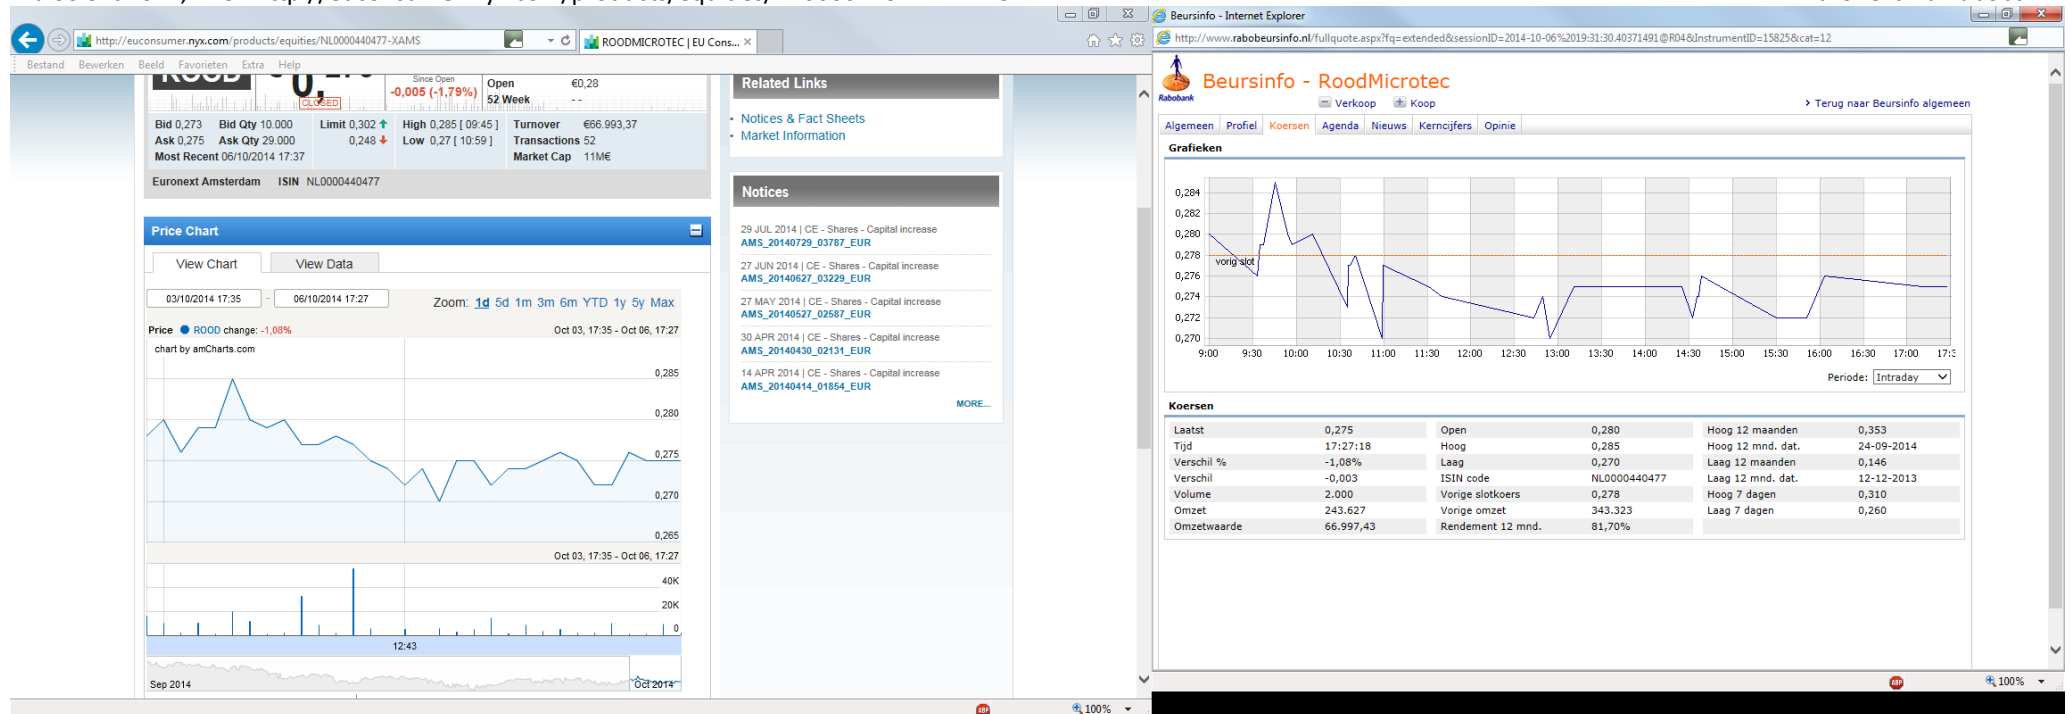 http://euconsumer.nyx.com/products/equities/NL0000440477-XAMS
ROODMICROTEC | EU Cons...
Bestand Bewerken Beeld Favorieten Extra Help
ROOD
CLOSED
Since Open
-0,005 (-1,79%)
Open €0,28
52 Week - -
Bid 0,273 Bid Qty 10.000 Limit 0,302 High 0,285 [ 09:45 ] Turnover €66.993,37
Ask 0,275 Ask Qty 29.000 0,248 Low 0,27 [ 10:59 ] Transactions 52
Most Recent 06/10/2014 17:37 Market Cap 11M€
Euronext Amsterdam ISIN NL0000440477
Price Chart
View Chart View Data
03/10/2014 17:35 - 06/10/2014 17:27 Zoom: 1d 5d 1m 3m 6m YTD 1y 5y Max
Price ROOD change: -1,08% Oct 03, 17:35 - Oct 06, 17:27
chart by amCharts.com
0,285
0,280
0,275
0,270
0,265
Oct 03, 17:35 - Oct 06, 17:27
40K
20K
0
12:43
Sep 2014 Oct 2014
Related Links
Notices & Fact Sheets
Market Information
Notices
29 JUL 2014 | CE - Shares - Capital increase
AMS_20140729_03787_EUR
27 JUN 2014 | CE - Shares - Capital increase
AMS_20140627_03229_EUR
27 MAY 2014 | CE - Shares - Capital increase
AMS_20140527_02587_EUR
30 APR 2014 | CE - Shares - Capital increase
AMS_20140430_02131_EUR
14 APR 2014 | CE - Shares - Capital increase
AMS_20140414_01854_EUR
MORE...
ABP 100%
Beursinfo - Internet Explorer
http://www.rabobeursinfo.nl/fullquote.aspx?fq=extended&sessionID=2014-10-06%2019:31:30.40371491@R04&InstrumentID=15825&cat=12
Rabobank
Beursinfo - RoodMicrotec
Verkoop Koop
Terug naar Beursinfo algemeen
Algemeen Profiel Koersen Agenda Nieuws Kerncijfers Opinie
Grafieken
0,284
0,282
0,280
0,278
vorig slot
0,276
0,274
0,272
0,270
9:00 9:30 10:00 10:30 11:00 11:30 12:00 12:30 13:00 13:30 14:00 14:30 15:00 15:30 16:00 16:30 17:00 17:3
Periode: Intraday
Koersen
Laatst 0,275 Open 0,280 Hoog 12 maanden 0,353
Tijd 17:27:18 Hoog 0,285 Hoog 12 mnd. dat. 24-09-2014
Verschil % -1,08% Laag 0,270 Laag 12 maanden 0,146
Verschil -0,003 ISIN code NL0000440477 Laag 12 mnd. dat. 12-12-2013
Volume 2.000 Vorige slotkoers 0,278 Hoog 7 dagen 0,310
Omzet 243.627 Vorige omzet 343.323 Laag 7 dagen 0,260
Omzetwaarde 66.997,43 Rendement 12 mnd. 81,70%
ABP 100%